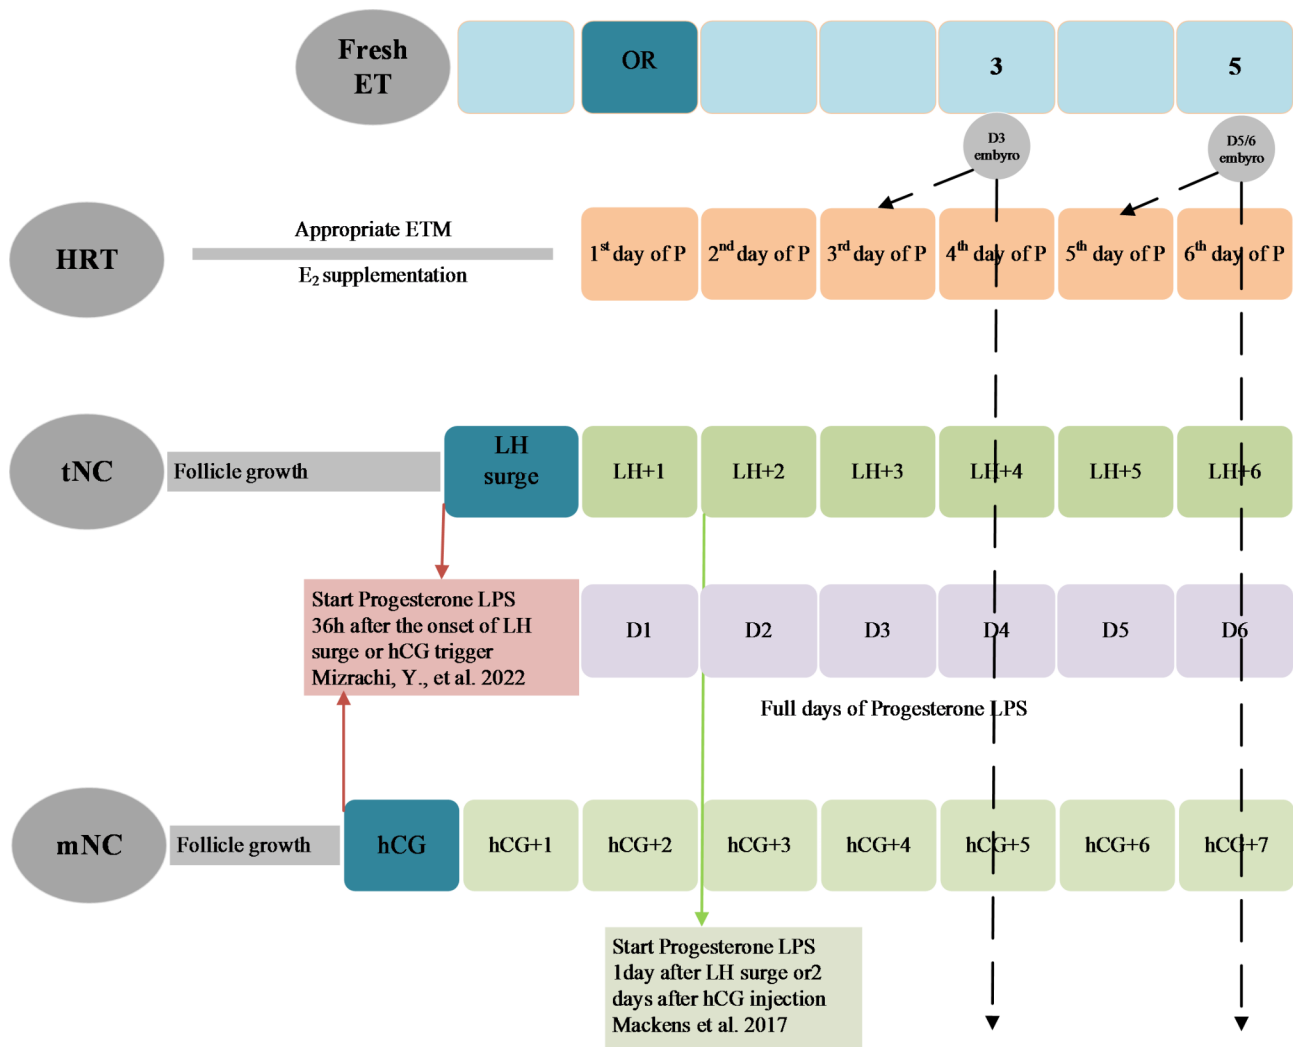 Fresh
ET
OR
3
5
D3
embyro
D5/6
embyro
HRT
Appropriate ETM
E₂ supplementation
1st day of P
2nd day of P
3rd day of P
4th day of P
5th day of P
6th day of P
tNC
Follicle growth
LH
surge
LH+1
LH+2
LH+3
LH+4
LH+5
LH+6
Start Progesterone LPS
36h after the onset of LH
surge or hCG trigger
Mizrachi, Y., et al. 2022
D1
D2
D3
D4
D5
D6
Full days of Progesterone LPS
mNC
Follicle growth
hCG
hCG+1
hCG+2
hCG+3
hCG+4
hCG+5
hCG+6
hCG+7
Start Progesterone LPS
1day after LH surge or2
days after hCG injection
Mackens et al. 2017